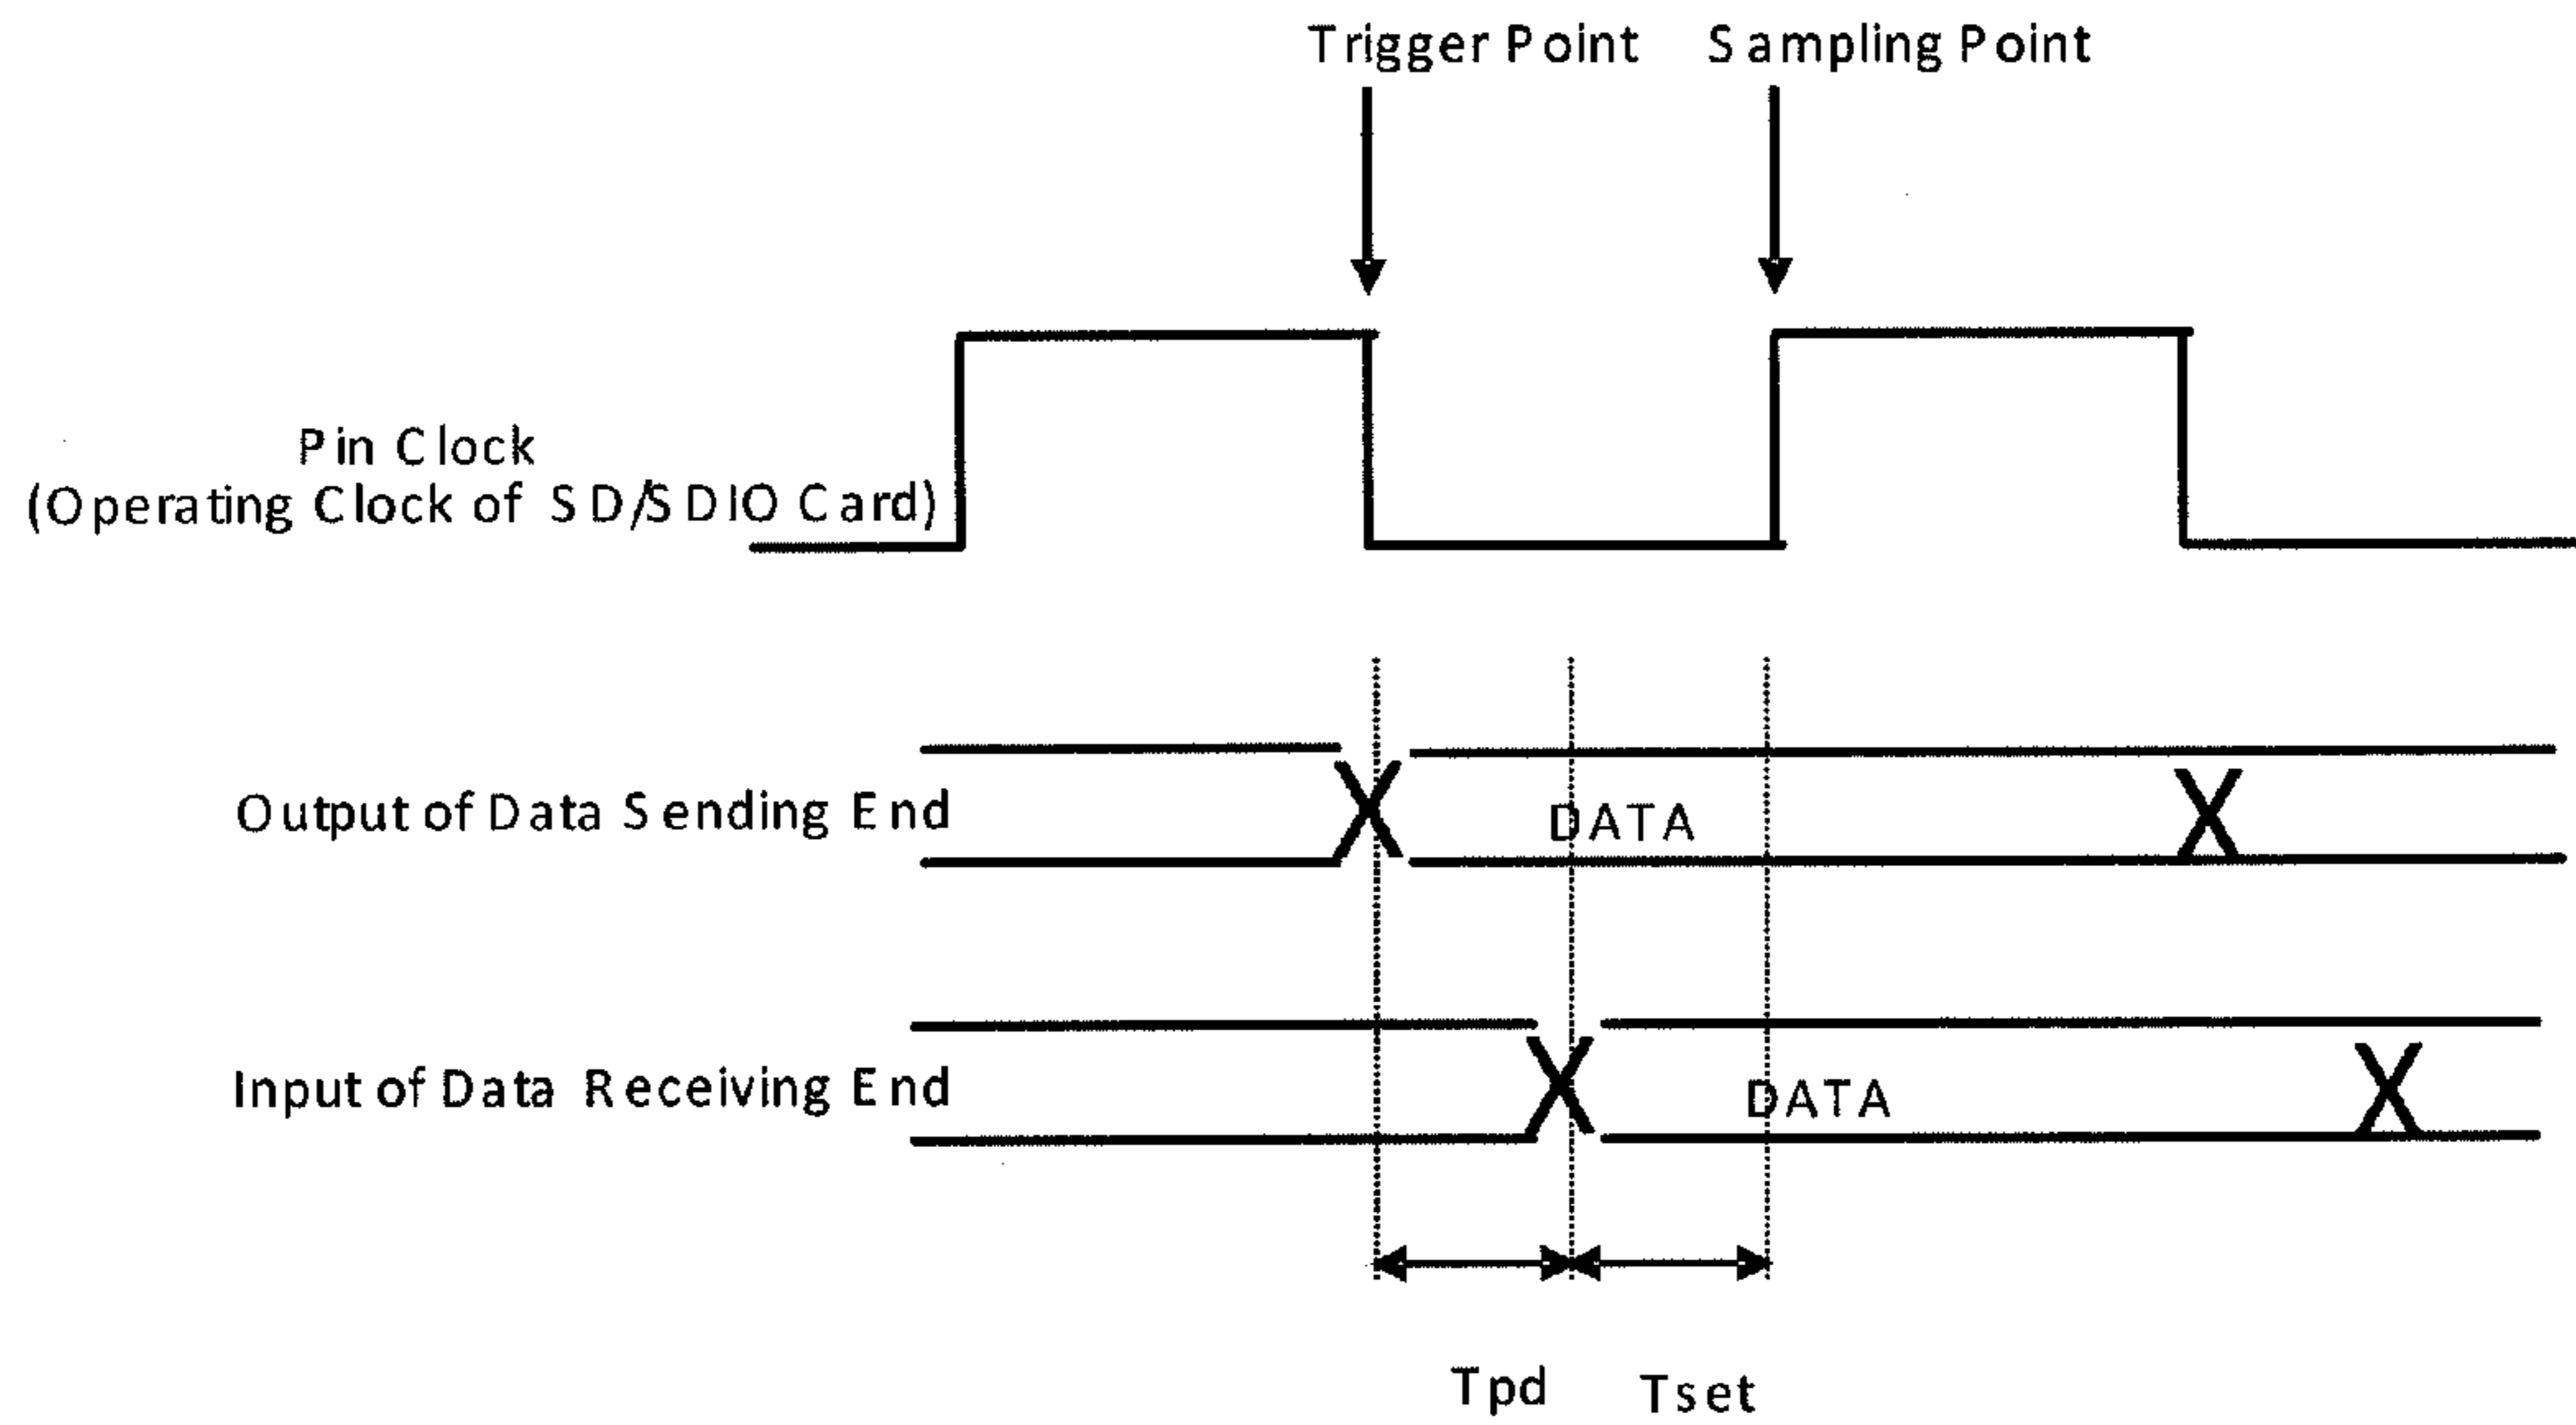 Trigger Point Sampling Point
Pin Clock
(Operating Clock of SD/SDIO Card)
Output of Data Sending End
DATA
Input of Data Receiving End
DATA
Tpd Tset